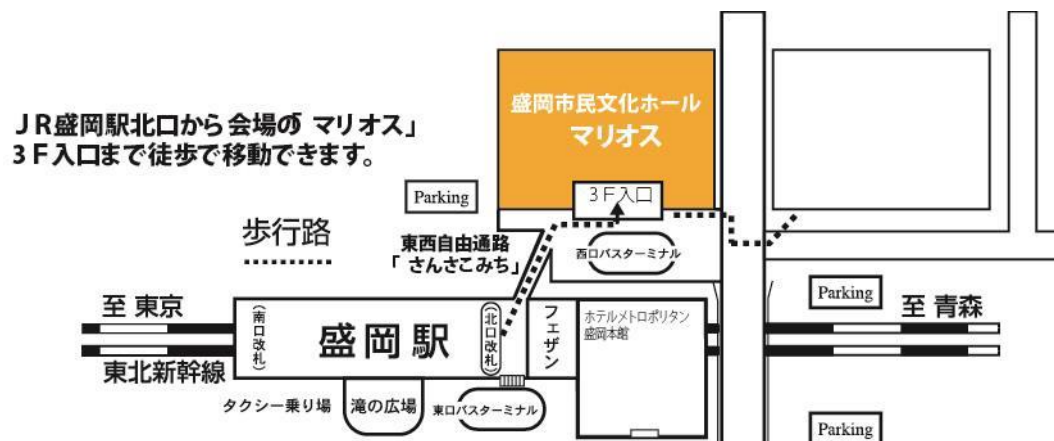 JR盛岡駅北口から会場の マリオス」
3F入口まで徒歩で移動できます。
盛岡市民文化ホール
マリオス
3F入口
Parking
歩行路
東西自由通路
「さんさこみち」
西口バスターミナル
至 東京
東北新幹線
(南口改札)
盛岡駅
(北口改札)
フェザン
ホテルメトロポリタン
盛岡本館
Parking
至 青森
タクシー乗り場
滝の広場
東口バスターミナル
Parking